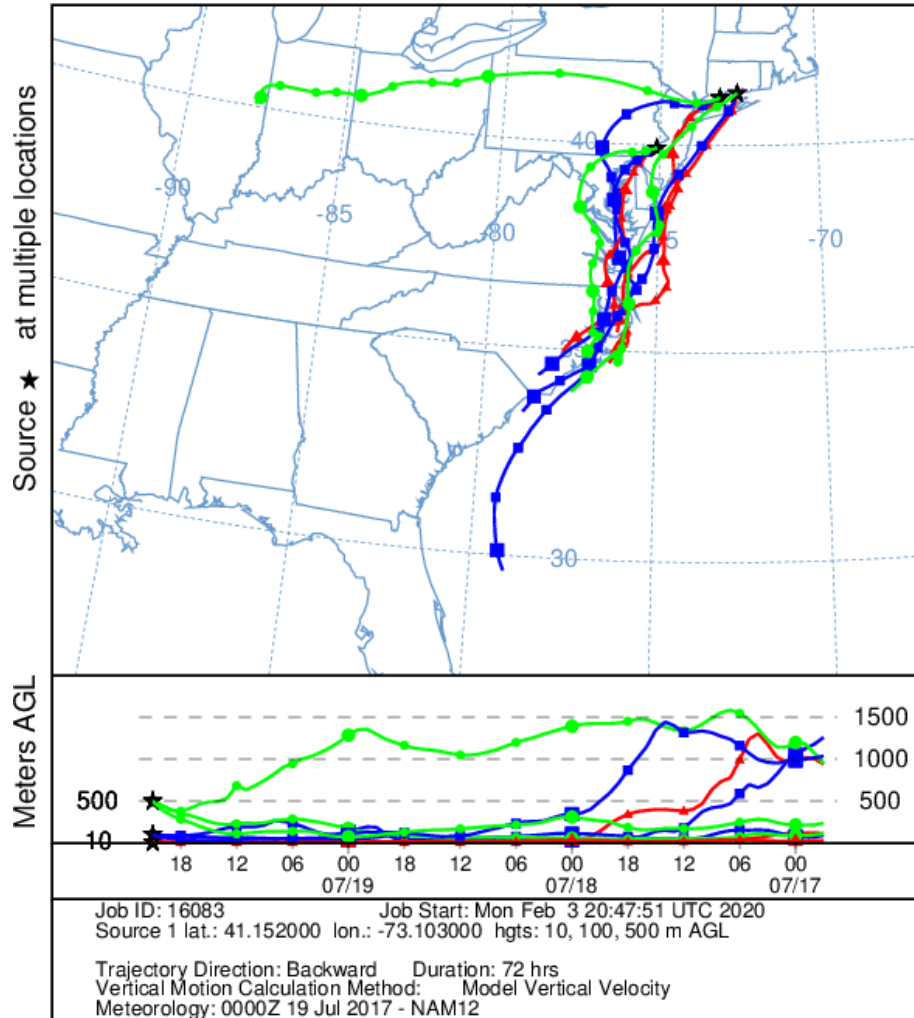 Source ★ at multiple locations
40
-90
-85
-80
-70
30
Meters AGL
1500
1000
500
500
10
18 12 06 00 18 12 06 00 18 12 06 00
07/19 07/18 07/17
Job ID: 16083 Job Start: Mon Feb 3 20:47:51 UTC 2020
Source 1 lat.: 41.152000 lon.: -73.103000 hgts: 10, 100, 500 m AGL
Trajectory Direction: Backward Duration: 72 hrs
Vertical Motion Calculation Method: Model Vertical Velocity
Meteorology: 0000Z 19 Jul 2017 - NAM12